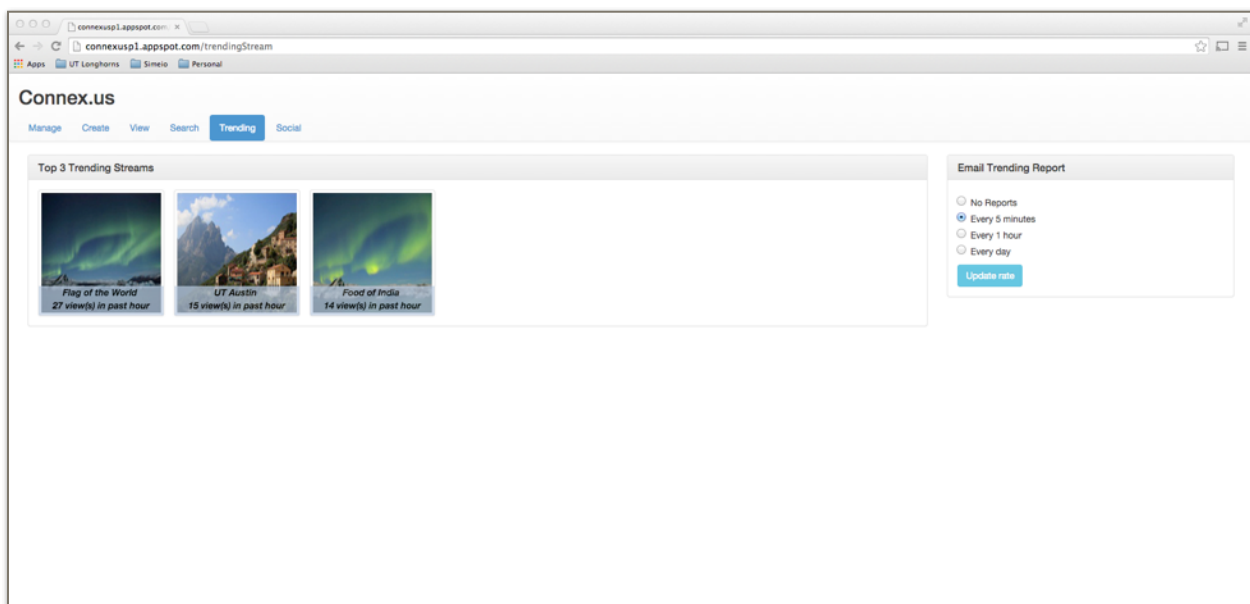 connexusp1.appspot.com
connexusp1.appspot.com/trendingStream
Apps UT Longhorns Simeio Personal
Connex.us
Manage Create View Search Trending Social
Top 3 Trending Streams
Flag of the World
27 view(s) in past hour
UT Austin
15 view(s) in past hour
Food of India
14 view(s) in past hour
Email Trending Report
No Reports
Every 5 minutes
Every 1 hour
Every day
Update rate